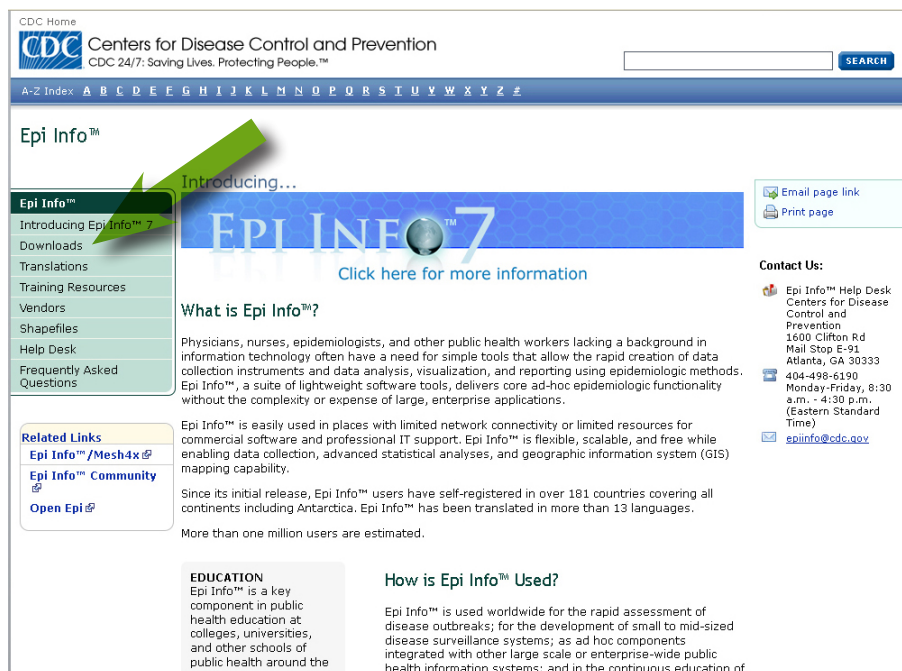 CDC Home
CDC
Centers for Disease Control and Prevention
CDC 24/7: Saving Lives. Protecting People.™
SEARCH
A-Z Index A B C D E F G H I J K L M N O P Q R S T U V W X Y Z #
Epi Info™
Epi Info™
Introducing Epi Info™ 7
Downloads
Translations
Training Resources
Vendors
Shapefiles
Help Desk
Frequently Asked
Questions
Related Links
Epi Info™/Mesh4x
Epi Info™ Community
Open Epi
Introducing...
EPI INFO™ 7
Click here for more information
What is Epi Info™?
Physicians, nurses, epidemiologists, and other public health workers lacking a background in
information technology often have a need for simple tools that allow the rapid creation of data
collection instruments and data analysis, visualization, and reporting using epidemiologic methods.
Epi Info™, a suite of lightweight software tools, delivers core ad-hoc epidemiologic functionality
without the complexity or expense of large, enterprise applications.
Epi Info™ is easily used in places with limited network connectivity or limited resources for
commercial software and professional IT support. Epi Info™ is flexible, scalable, and free while
enabling data collection, advanced statistical analyses, and geographic information system (GIS)
mapping capability.
Since its initial release, Epi Info™ users have self-registered in over 181 countries covering all
continents including Antarctica. Epi Info™ has been translated in more than 13 languages.
More than one million users are estimated.
EDUCATION
Epi Info™ is a key
component in public
health education at
colleges, universities,
and other schools of
public health around the
How is Epi Info™ Used?
Epi Info™ is used worldwide for the rapid assessment of
disease outbreaks; for the development of small to mid-sized
disease surveillance systems; as ad hoc components
integrated with other large scale or enterprise-wide public
health information systems; and in the continuous education of
Email page link
Print page
Contact Us:
Epi Info™ Help Desk
Centers for Disease
Control and
Prevention
1600 Clifton Rd
Mail Stop E-91
Atlanta, GA 30333
404-498-6190
Monday-Friday, 8:30
a.m. - 4:30 p.m.
(Eastern Standard
Time)
epiinfo@cdc.gov